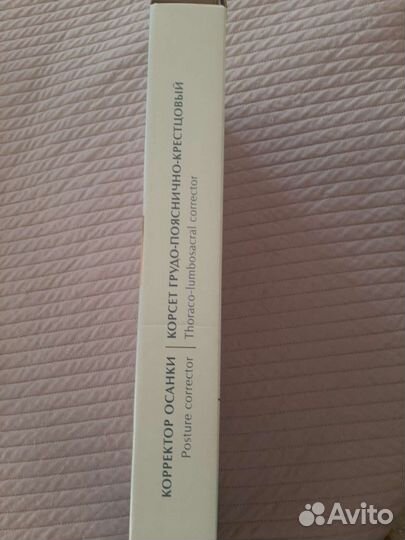 КОРРЕКТОР ОСАНКИ | КОРСЕТ ГРУДО-ПОЯСНИЧНО-КРЕСТЦОВЫЙ
Posture corrector | Thoraco-lumbosacral corrector
Avito